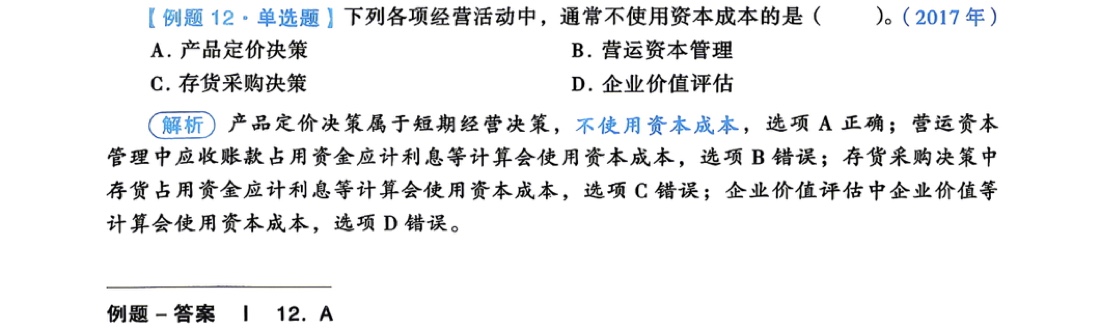 【例题12·单选题】下列各项经营活动中，通常不使用资本成本的是（　　）。（2017年）
A. 产品定价决策　　B. 营运资本管理
C. 存货采购决策　　D. 企业价值评估
解析 产品定价决策属于短期经营决策，不使用资本成本，选项 A 正确；营运资本
管理中应收账款占用资金应计利息等计算会使用资本成本，选项 B 错误；存货采购决策中
存货占用资金应计利息等计算会使用资本成本，选项 C 错误；企业价值评估中企业价值等
计算会使用资本成本，选项 D 错误。
例题－答案 | 12. A